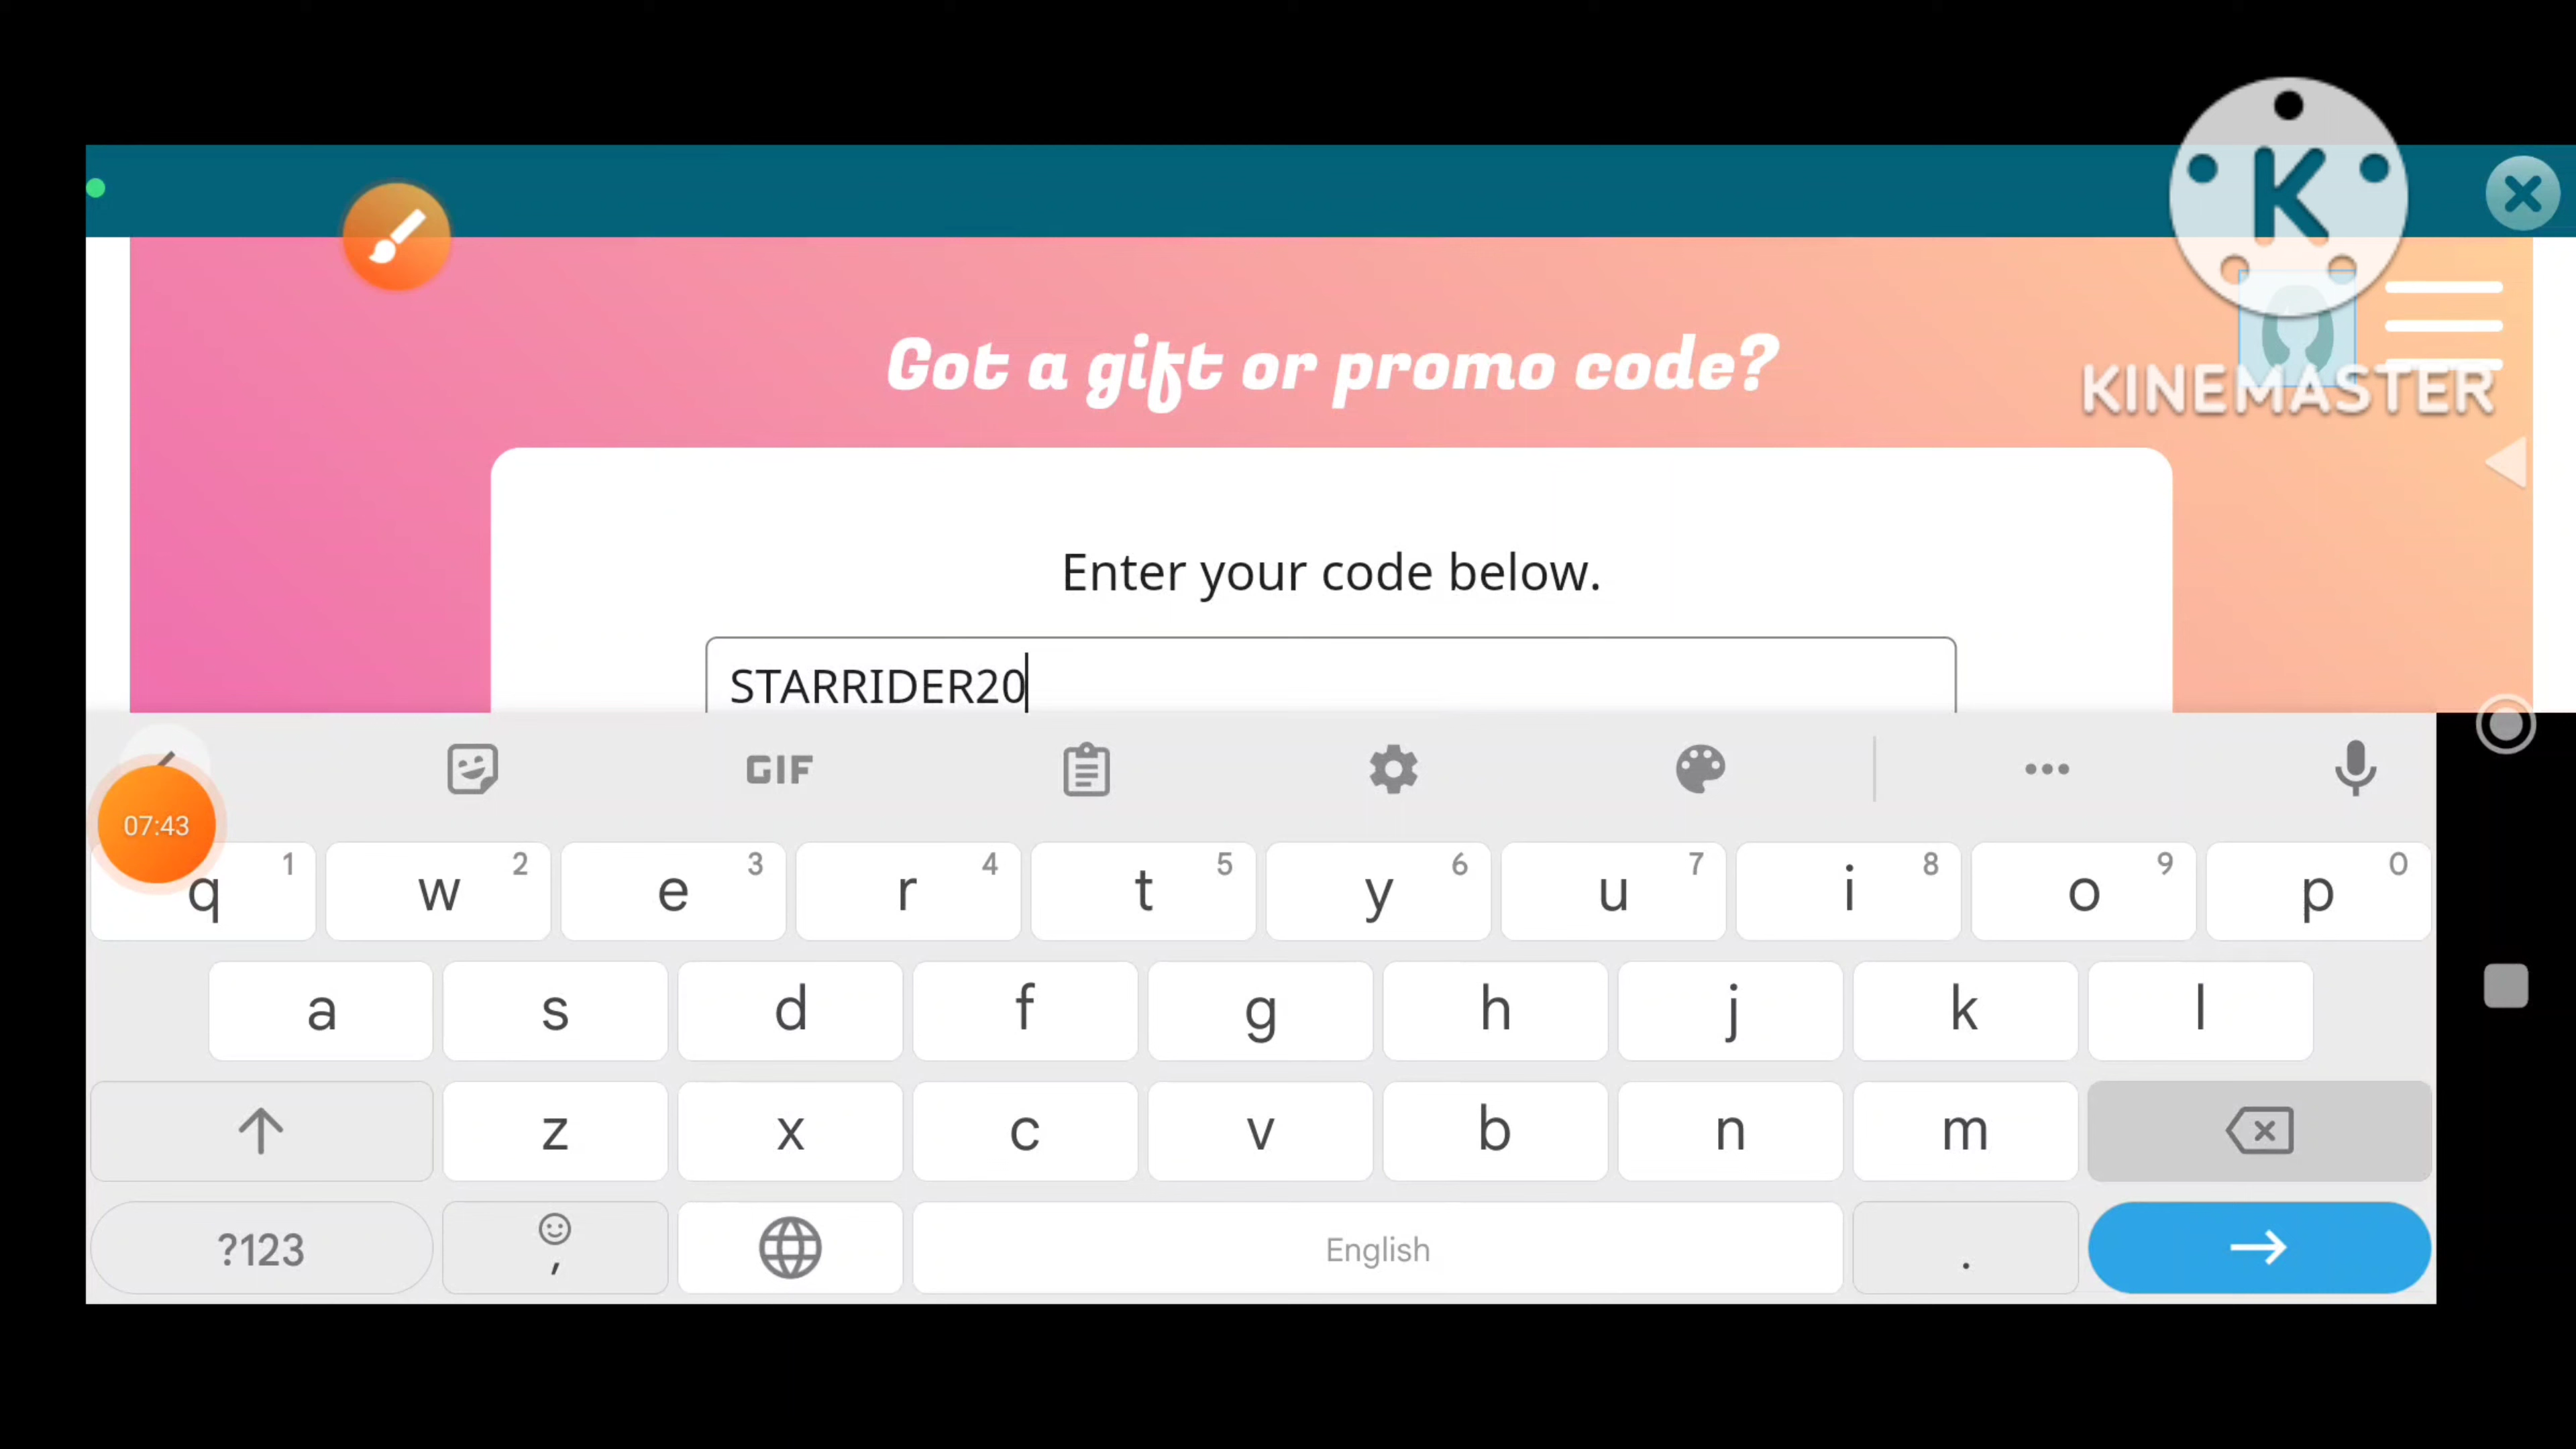 K
KINEMASTER
Got a gift or promo code?
Enter your code below.
STARRIDER20
GIF
07:43
q 1 w 2 e 3 r 4 t 5 y 6 u 7 i 8 o 9 p 0
a s d f g h j k l
z x c v b n m
?123 , English .